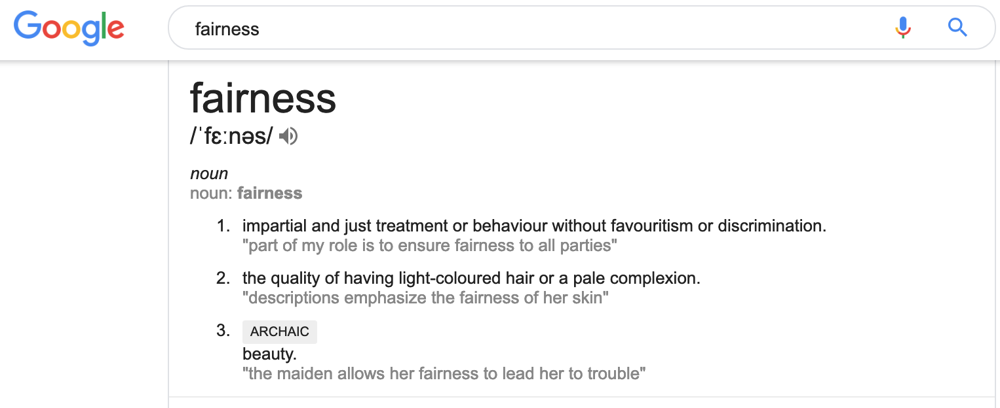 Google
fairness
fairness
/ˈfɛːnəs/
noun
noun: fairness
1. impartial and just treatment or behaviour without favouritism or discrimination.
"part of my role is to ensure fairness to all parties"
2. the quality of having light-coloured hair or a pale complexion.
"descriptions emphasize the fairness of her skin"
3. ARCHAIC
beauty.
"the maiden allows her fairness to lead her to trouble"